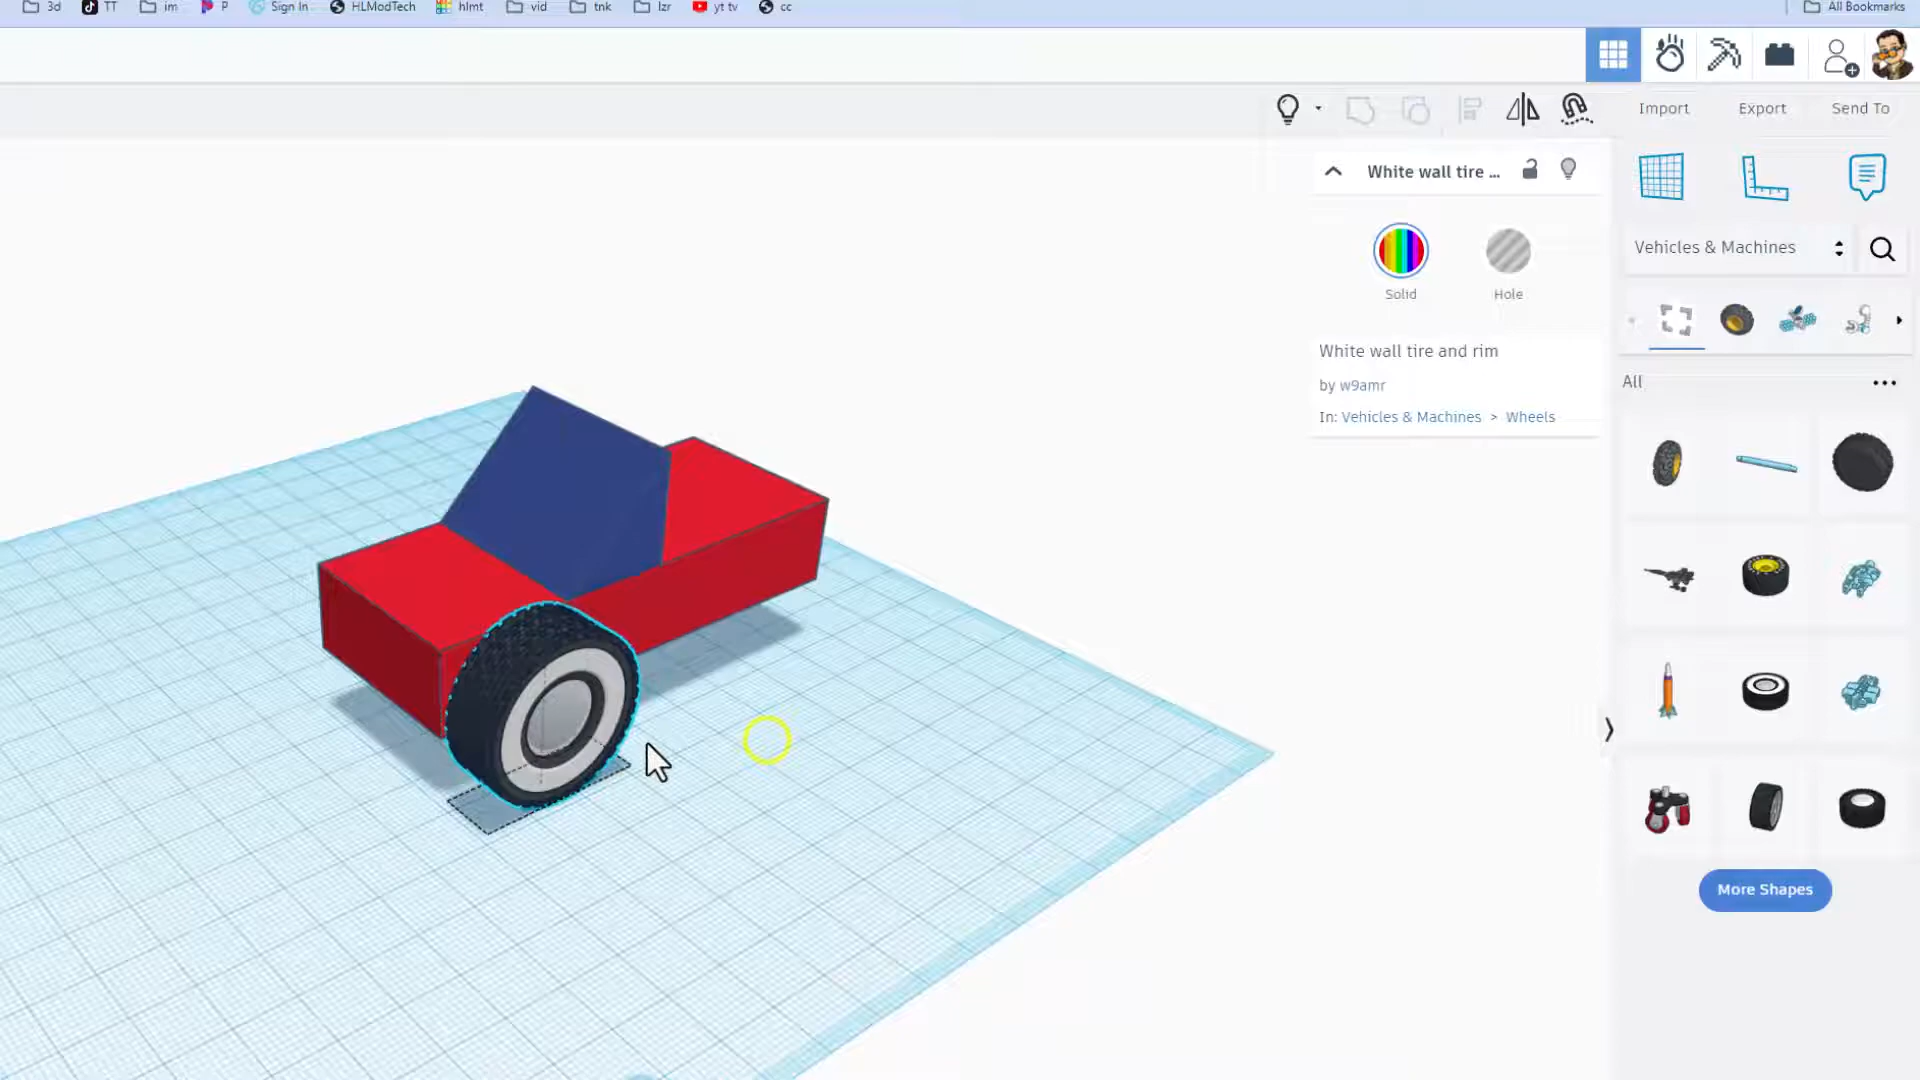 3d TT im P Sign In HLModTech hlmt vid tnk lzr yt tv cc All Bookmarks
Import Export Send To
White wall tire ...
Vehicles & Machines
Solid Hole
White wall tire and rim
by w9amr
In: Vehicles & Machines > Wheels
All
More Shapes